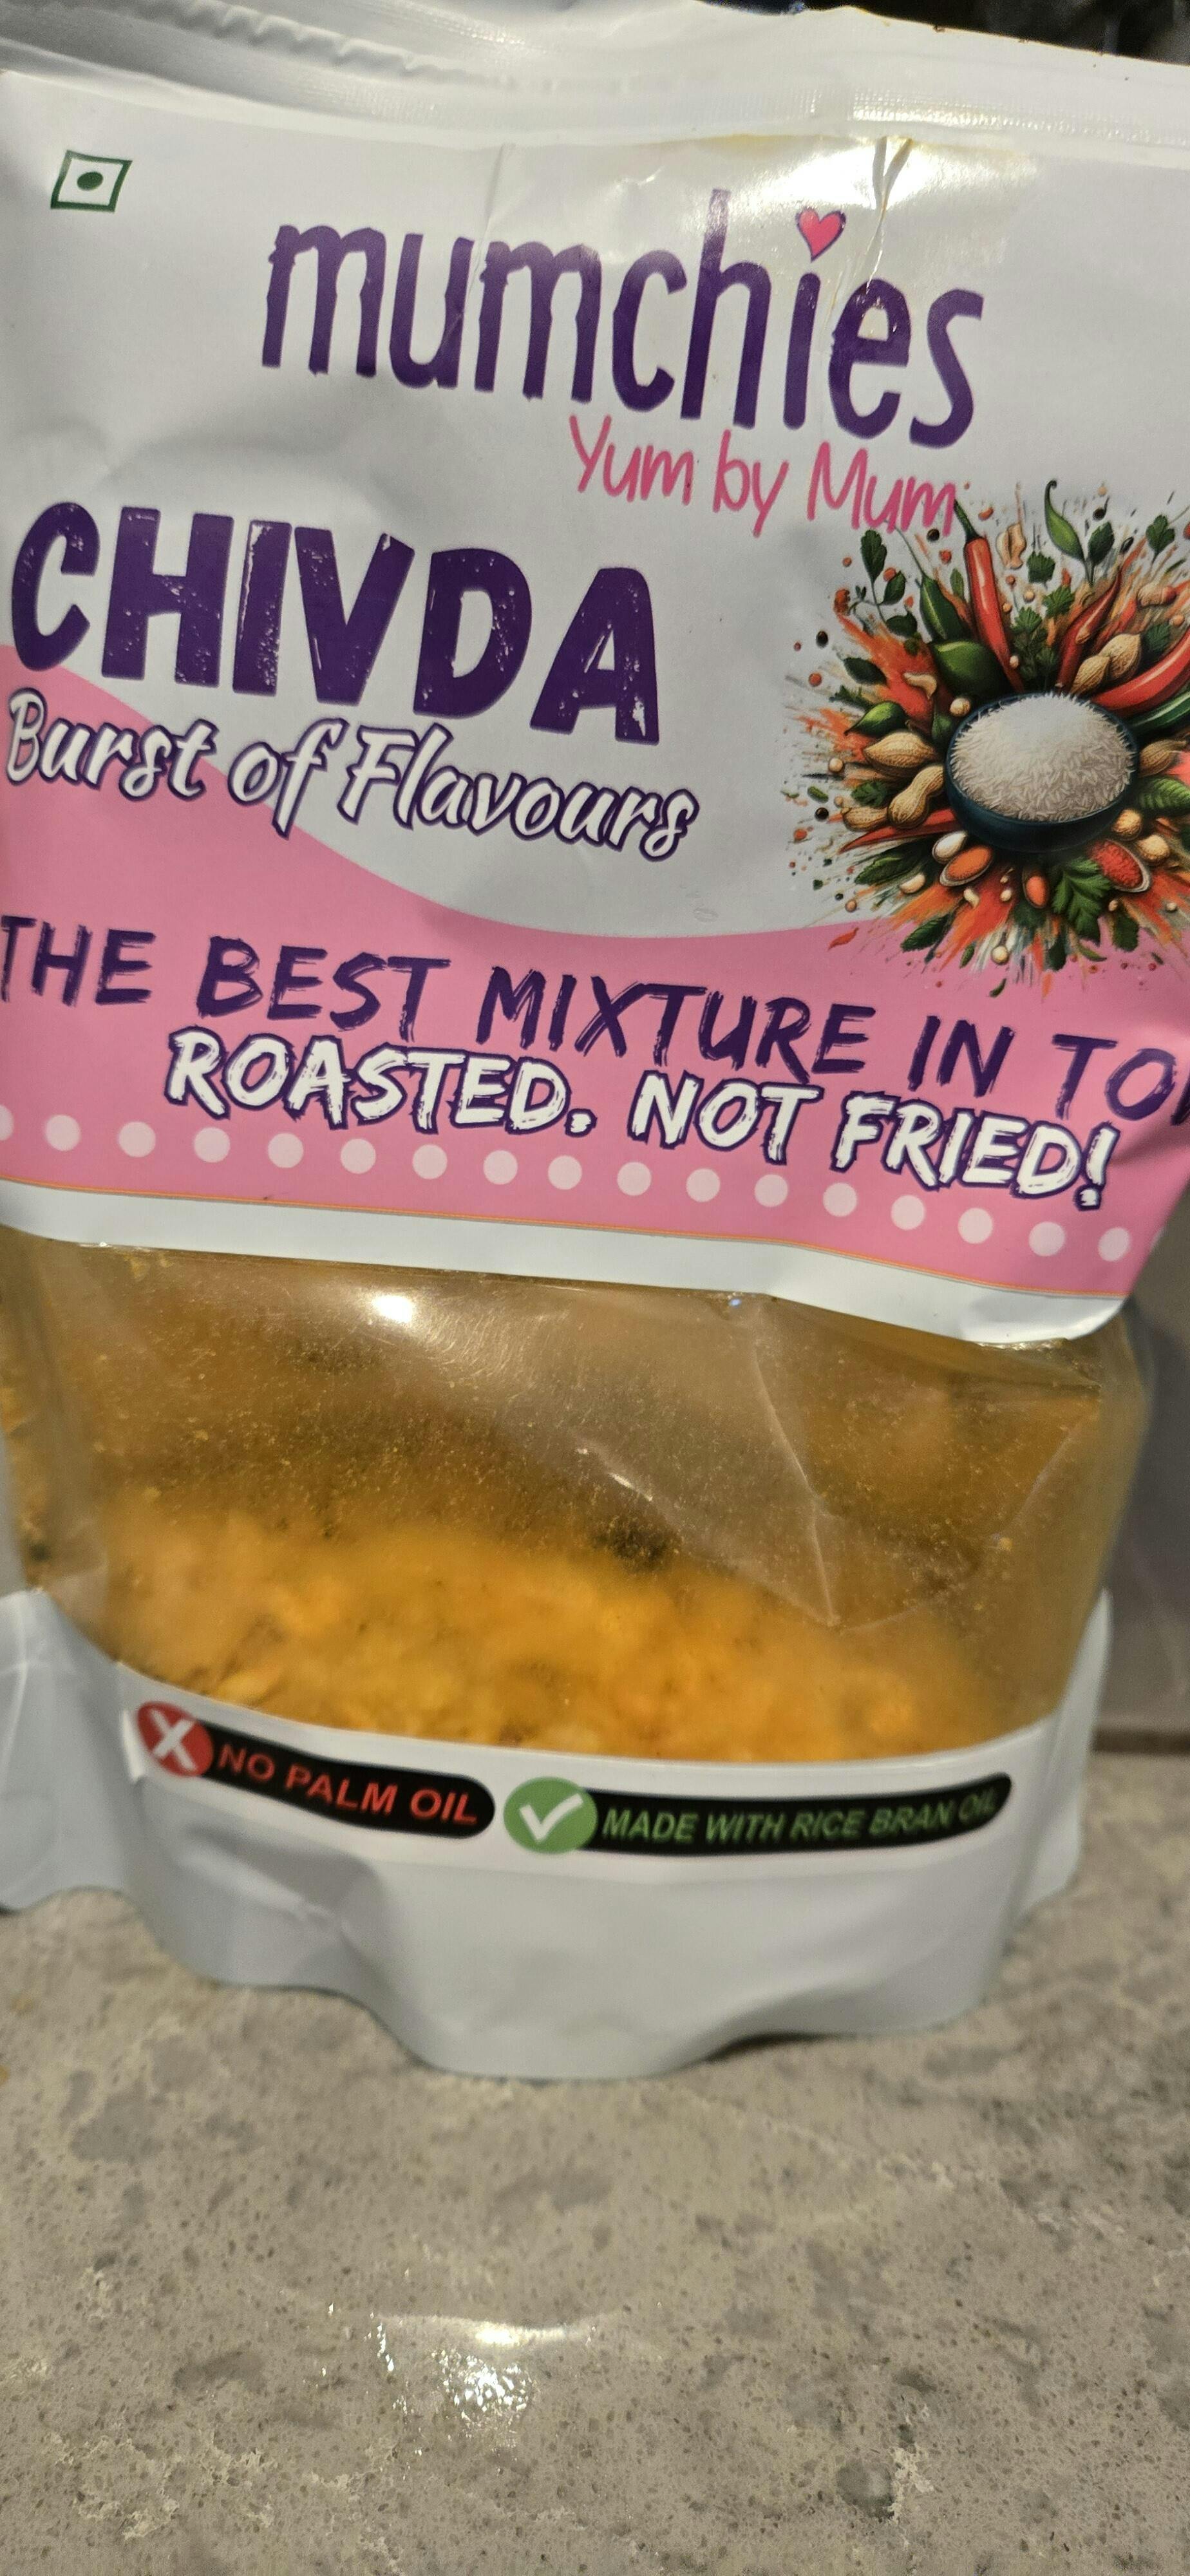 mumchies
Yum by Mum
CHIVDA
Burst of Flavours
THE BEST MIXTURE IN
ROASTED. NOT FRIED!
X NO PALM OIL
MADE WITH RICE BRAN OIL